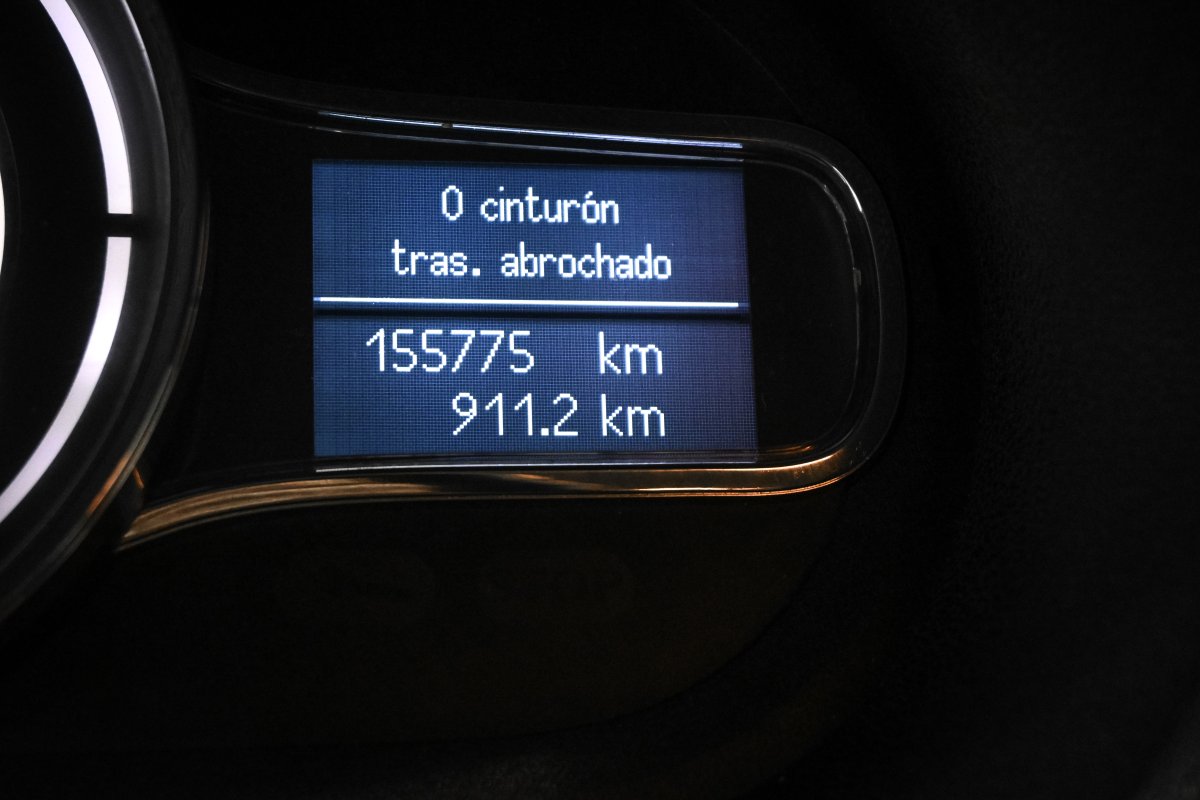 0 cinturón
tras. abrochado
155775 km
911.2 km